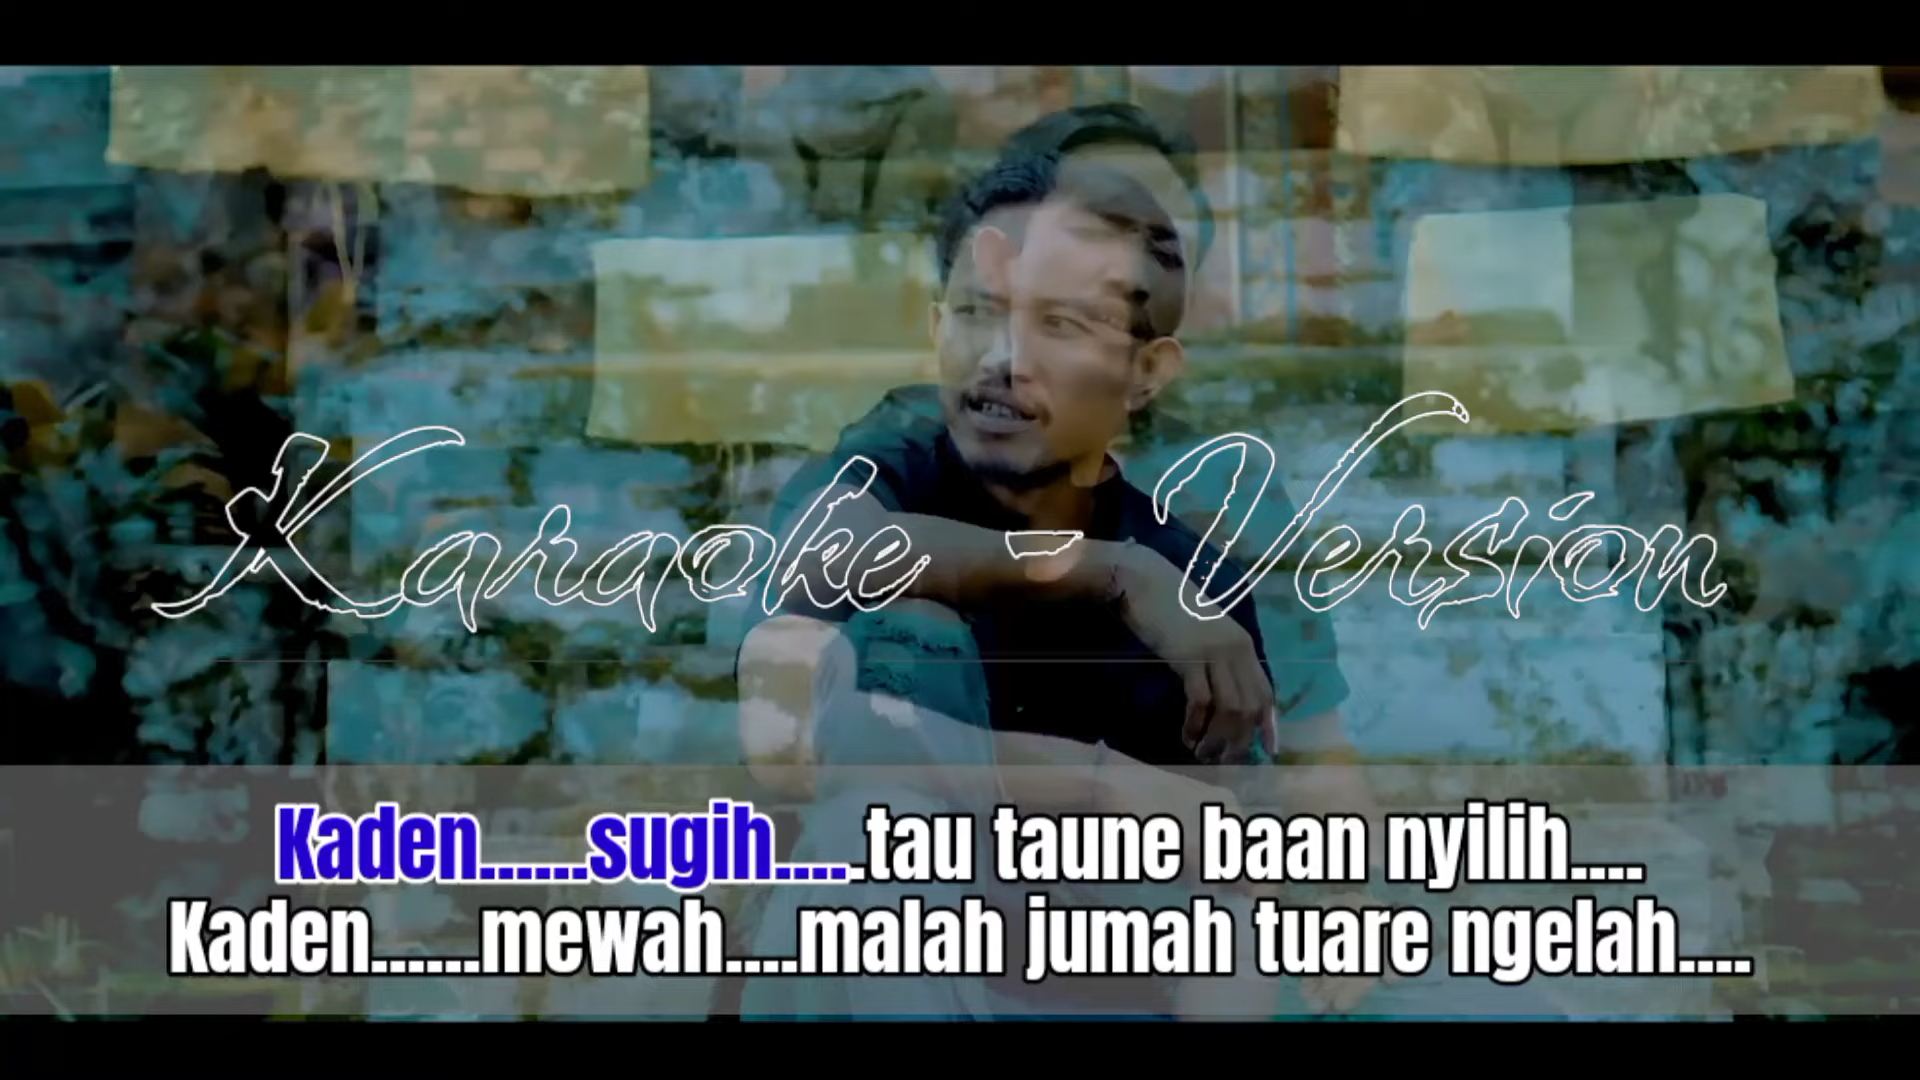 Karaoke - Version
Kaden......sugih.....tau taune baan nyilih....
Kaden......mewah....malah jumah tuare ngelah....